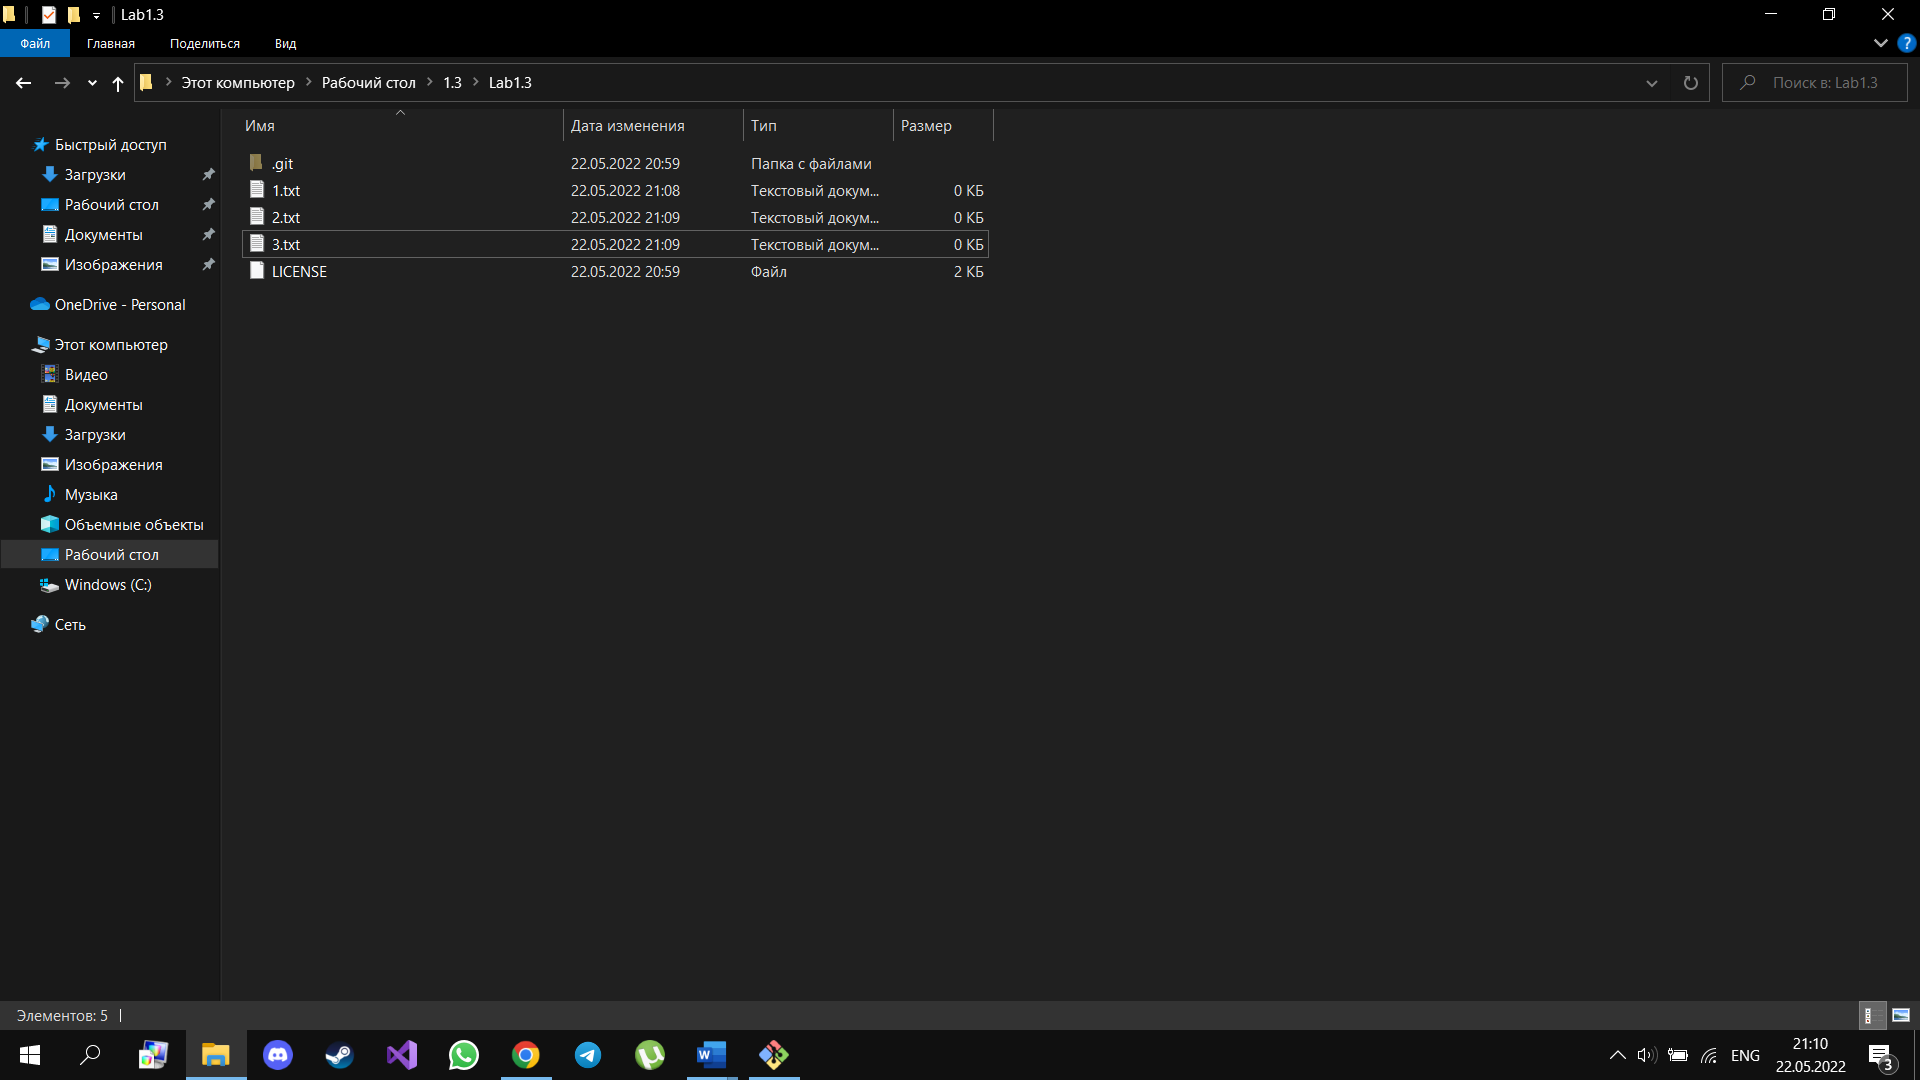 Lab1.3
Файл Главная Поделиться Вид
Этот компьютер Рабочий стол 1.3 Lab1.3 Поиск в: Lab1.3
Имя Дата изменения Тип Размер
.git 22.05.2022 20:59 Папка с файлами
1.txt 22.05.2022 21:08 Текстовый докум... 0 КБ
2.txt 22.05.2022 21:09 Текстовый докум... 0 КБ
3.txt 22.05.2022 21:09 Текстовый докум... 0 КБ
LICENSE 22.05.2022 20:59 Файл 2 КБ
Быстрый доступ
Загрузки
Рабочий стол
Документы
Изображения
OneDrive - Personal
Этот компьютер
Видео
Документы
Загрузки
Изображения
Музыка
Объемные объекты
Рабочий стол
Windows (C:)
Сеть
Элементов: 5
ENG
21:10
22.05.2022
3